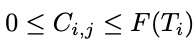 0 ≤ C_{i,j} ≤ F(T_i)